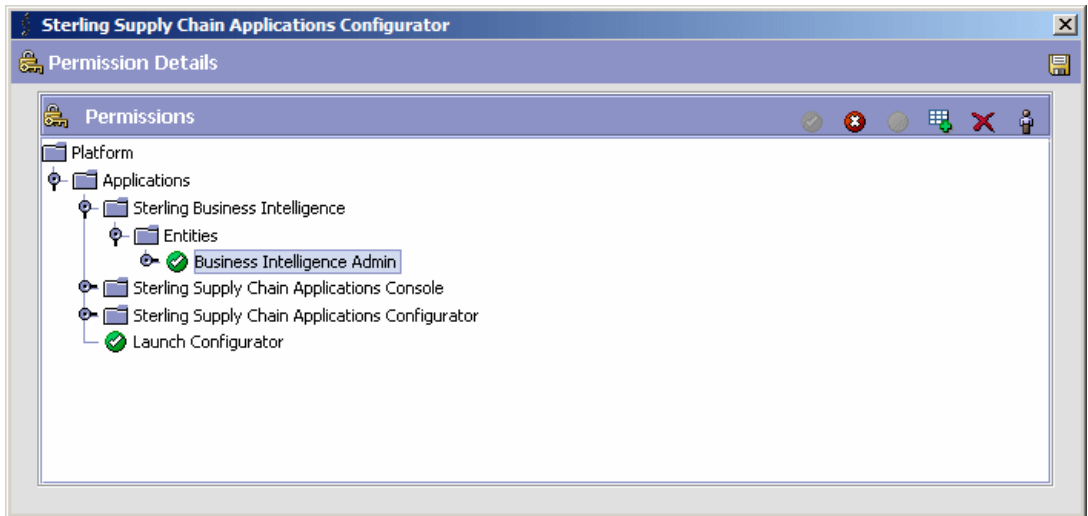 Sterling Supply Chain Applications Configurator
Permission Details
Permissions
Platform
Applications
Sterling Business Intelligence
Entities
Business Intelligence Admin
Sterling Supply Chain Applications Console
Sterling Supply Chain Applications Configurator
Launch Configurator